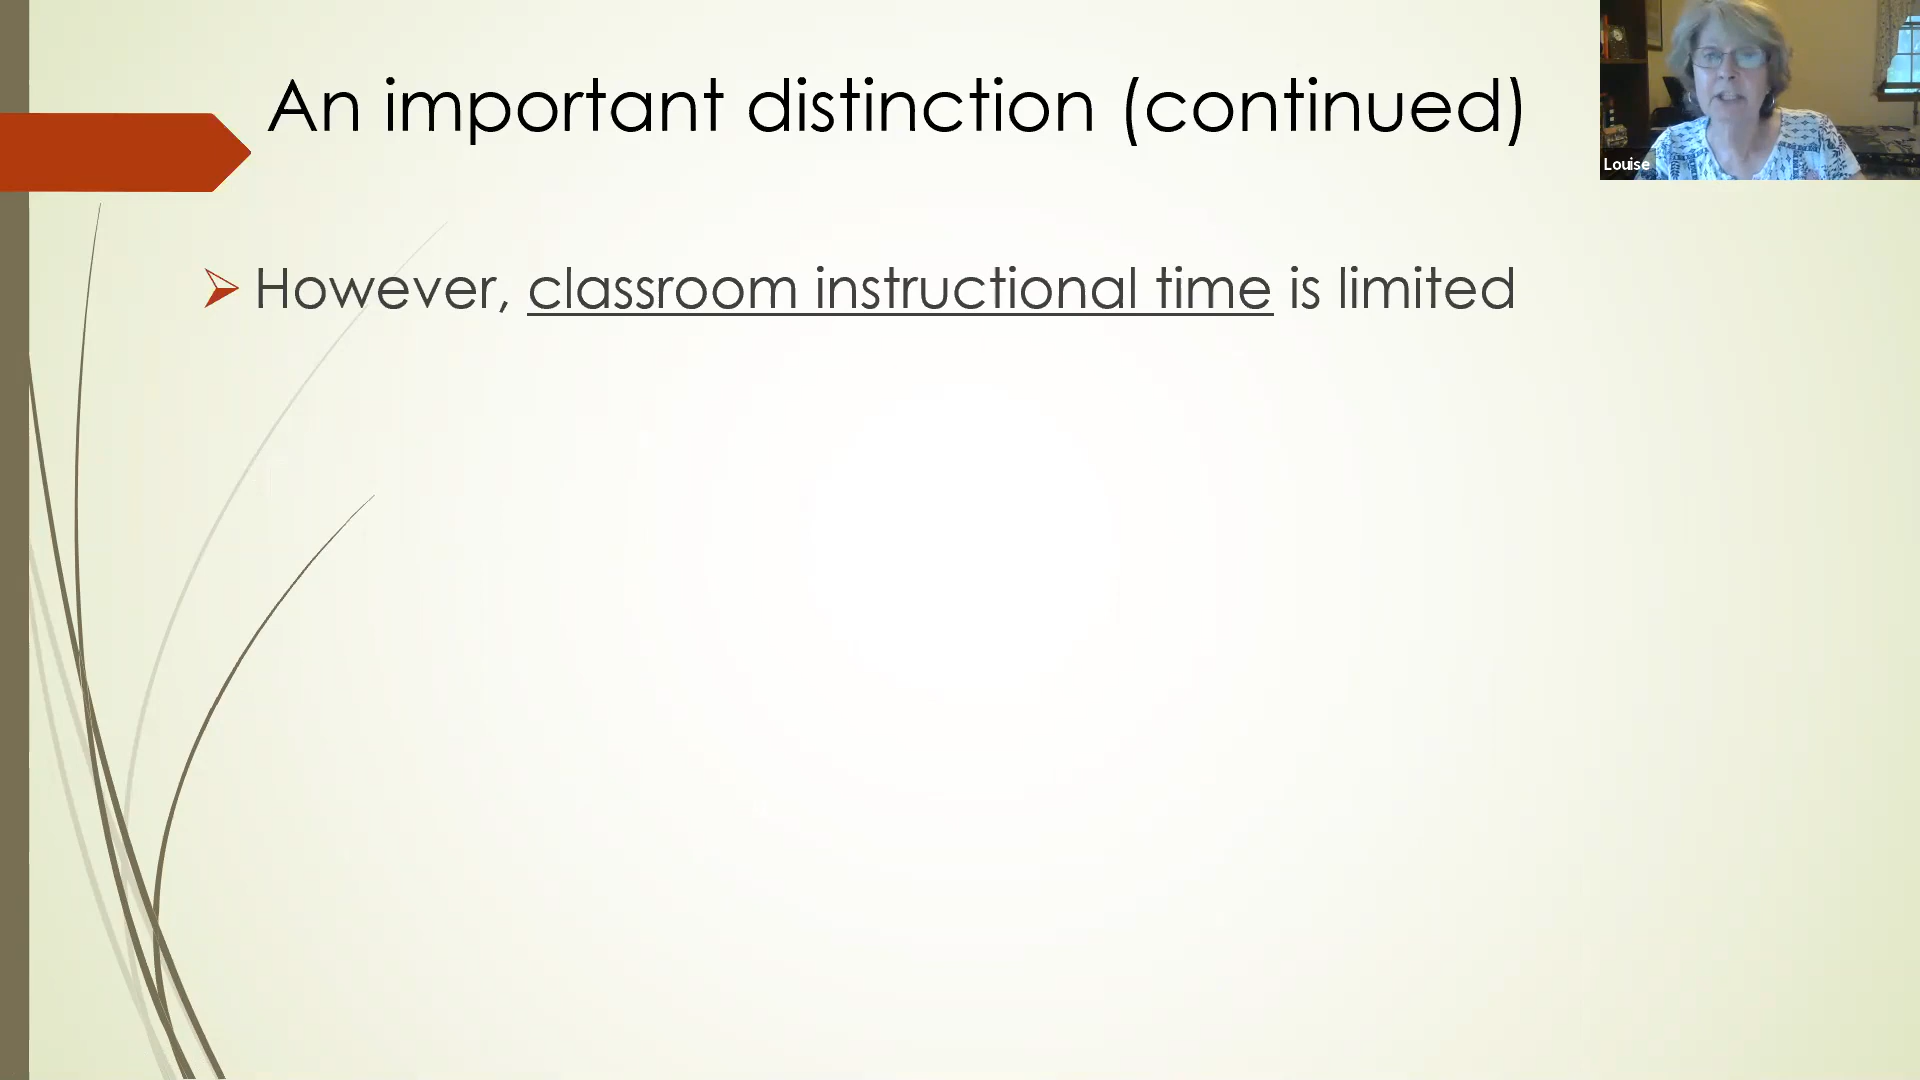 An important distinction (continued)
Louise
However, classroom instructional time is limited